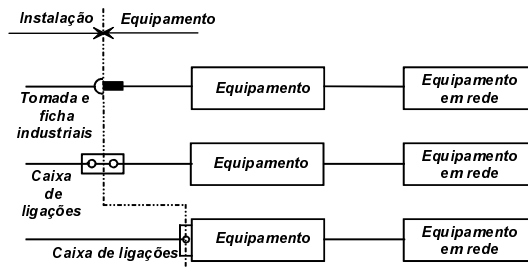 Instalação Equipamento
Tomada e
ficha
industriais
Equipamento
Equipamento
em rede
Caixa
de
ligações
Equipamento
Equipamento
em rede
Caixa de ligações
Equipamento
Equipamento
em rede